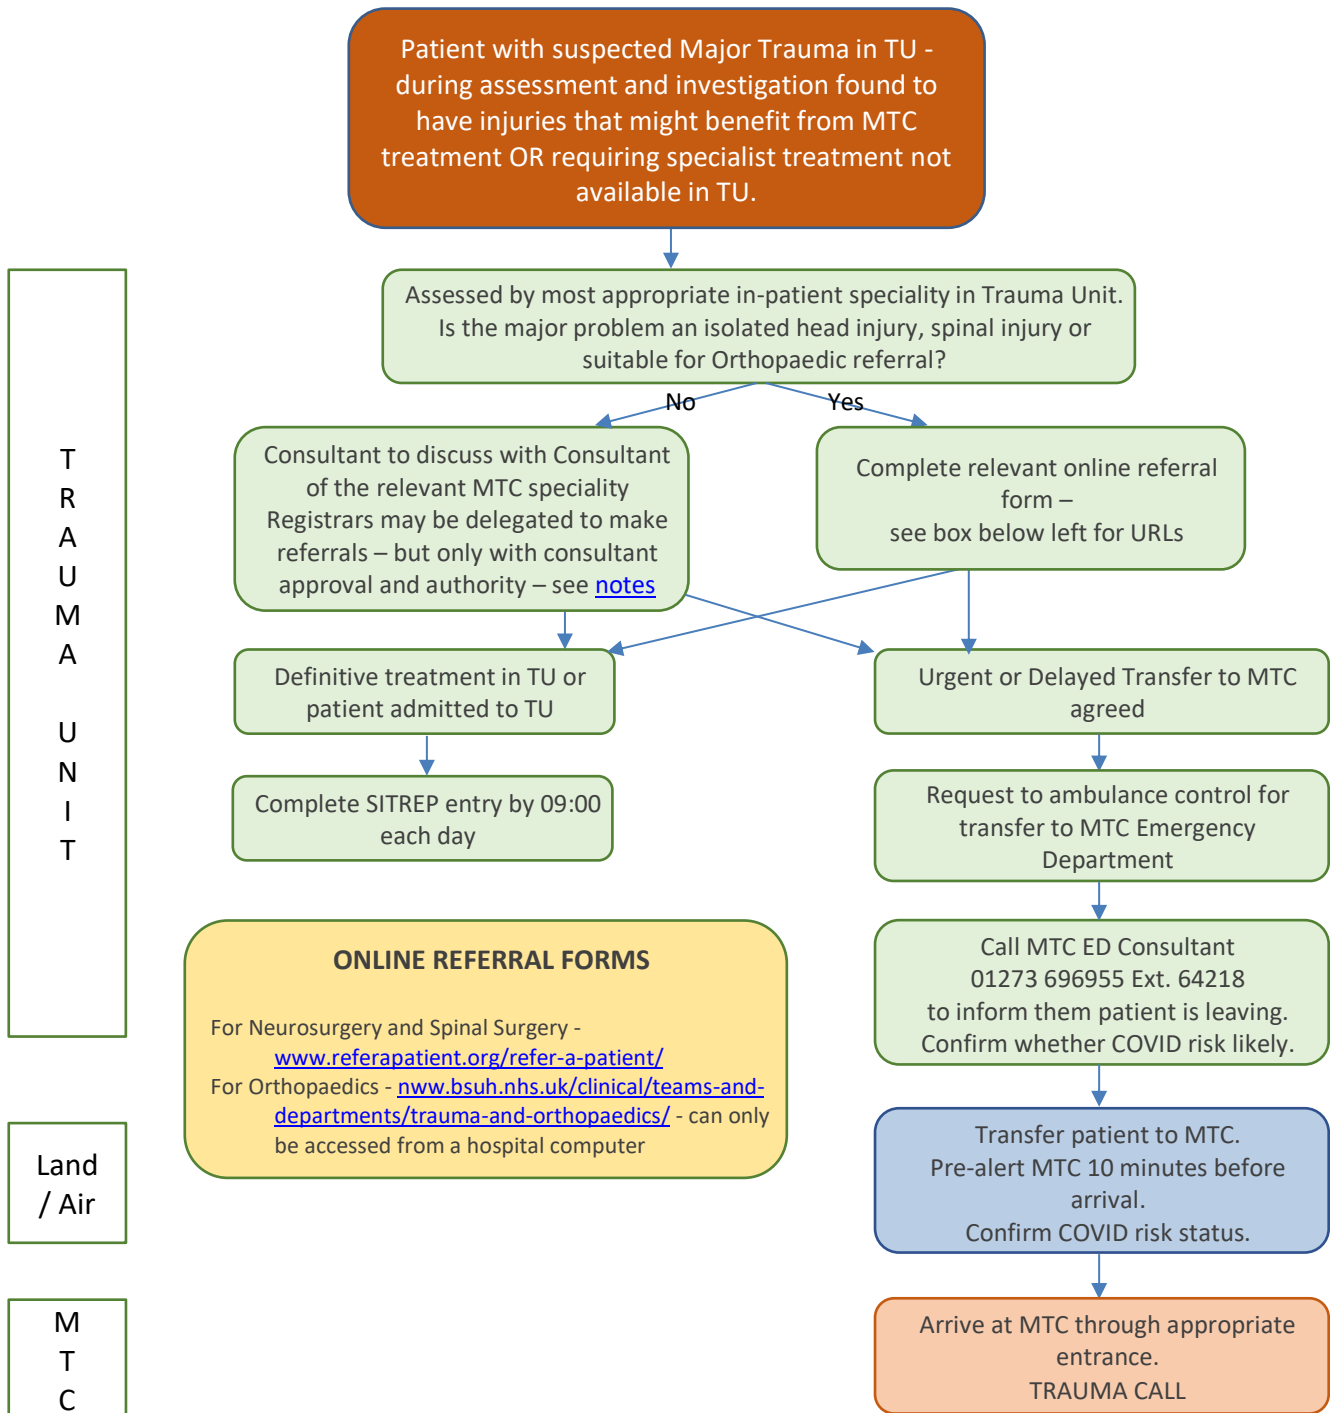 Patient with suspected Major Trauma in TU -
during assessment and investigation found to
have injuries that might benefit from MTC
treatment OR requiring specialist treatment not
available in TU.
T
R
A
U
M
A
U
N
I
T
Assessed by most appropriate in-patient speciality in Trauma Unit.
Is the major problem an isolated head injury, spinal injury or
suitable for Orthopaedic referral?
No
Yes
Consultant to discuss with Consultant
of the relevant MTC speciality
Registrars may be delegated to make
referrals – but only with consultant
approval and authority – see notes
Complete relevant online referral
form –
see box below left for URLs
Definitive treatment in TU or
patient admitted to TU
Urgent or Delayed Transfer to MTC
agreed
Complete SITREP entry by 09:00
each day
Request to ambulance control for
transfer to MTC Emergency
Department
ONLINE REFERRAL FORMS
For Neurosurgery and Spinal Surgery -
www.referapatient.org/refer-a-patient/
For Orthopaedics - nww.bsuh.nhs.uk/clinical/teams-and-
departments/trauma-and-orthopaedics/ - can only
be accessed from a hospital computer
Call MTC ED Consultant
01273 696955 Ext. 64218
to inform them patient is leaving.
Confirm whether COVID risk likely.
Land
/ Air
Transfer patient to MTC.
Pre-alert MTC 10 minutes before
arrival.
Confirm COVID risk status.
M
T
C
Arrive at MTC through appropriate
entrance.
TRAUMA CALL